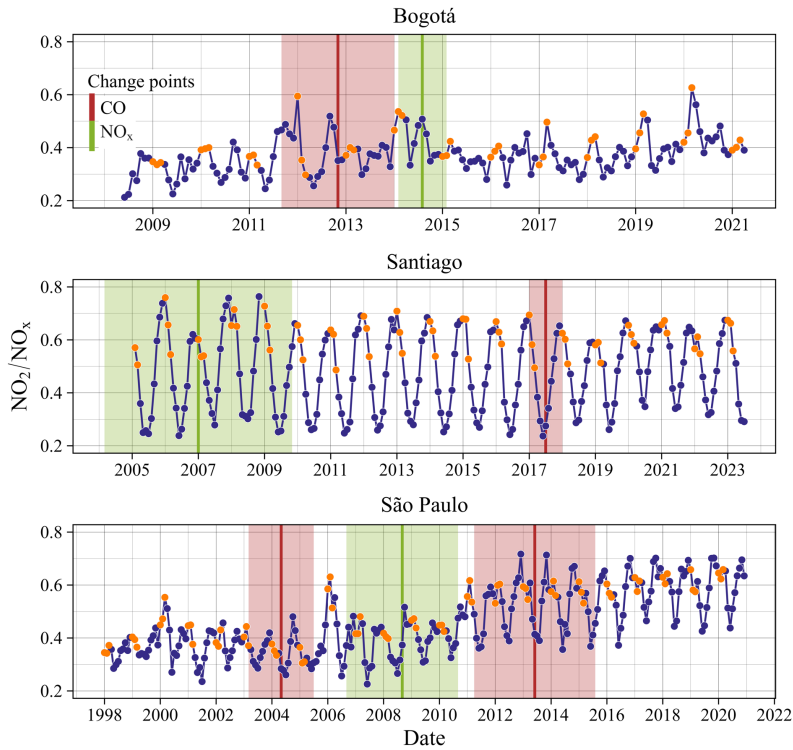 Bogotá
0.8
0.6
0.4
0.2
Change points
CO
NOx
2009 2011 2013 2015 2017 2019 2021
Santiago
NO2/NOx
0.8
0.6
0.4
0.2
2005 2007 2009 2011 2013 2015 2017 2019 2021 2023
São Paulo
0.8
0.6
0.4
0.2
1998 2000 2002 2004 2006 2008 2010 2012 2014 2016 2018 2020 2022
Date